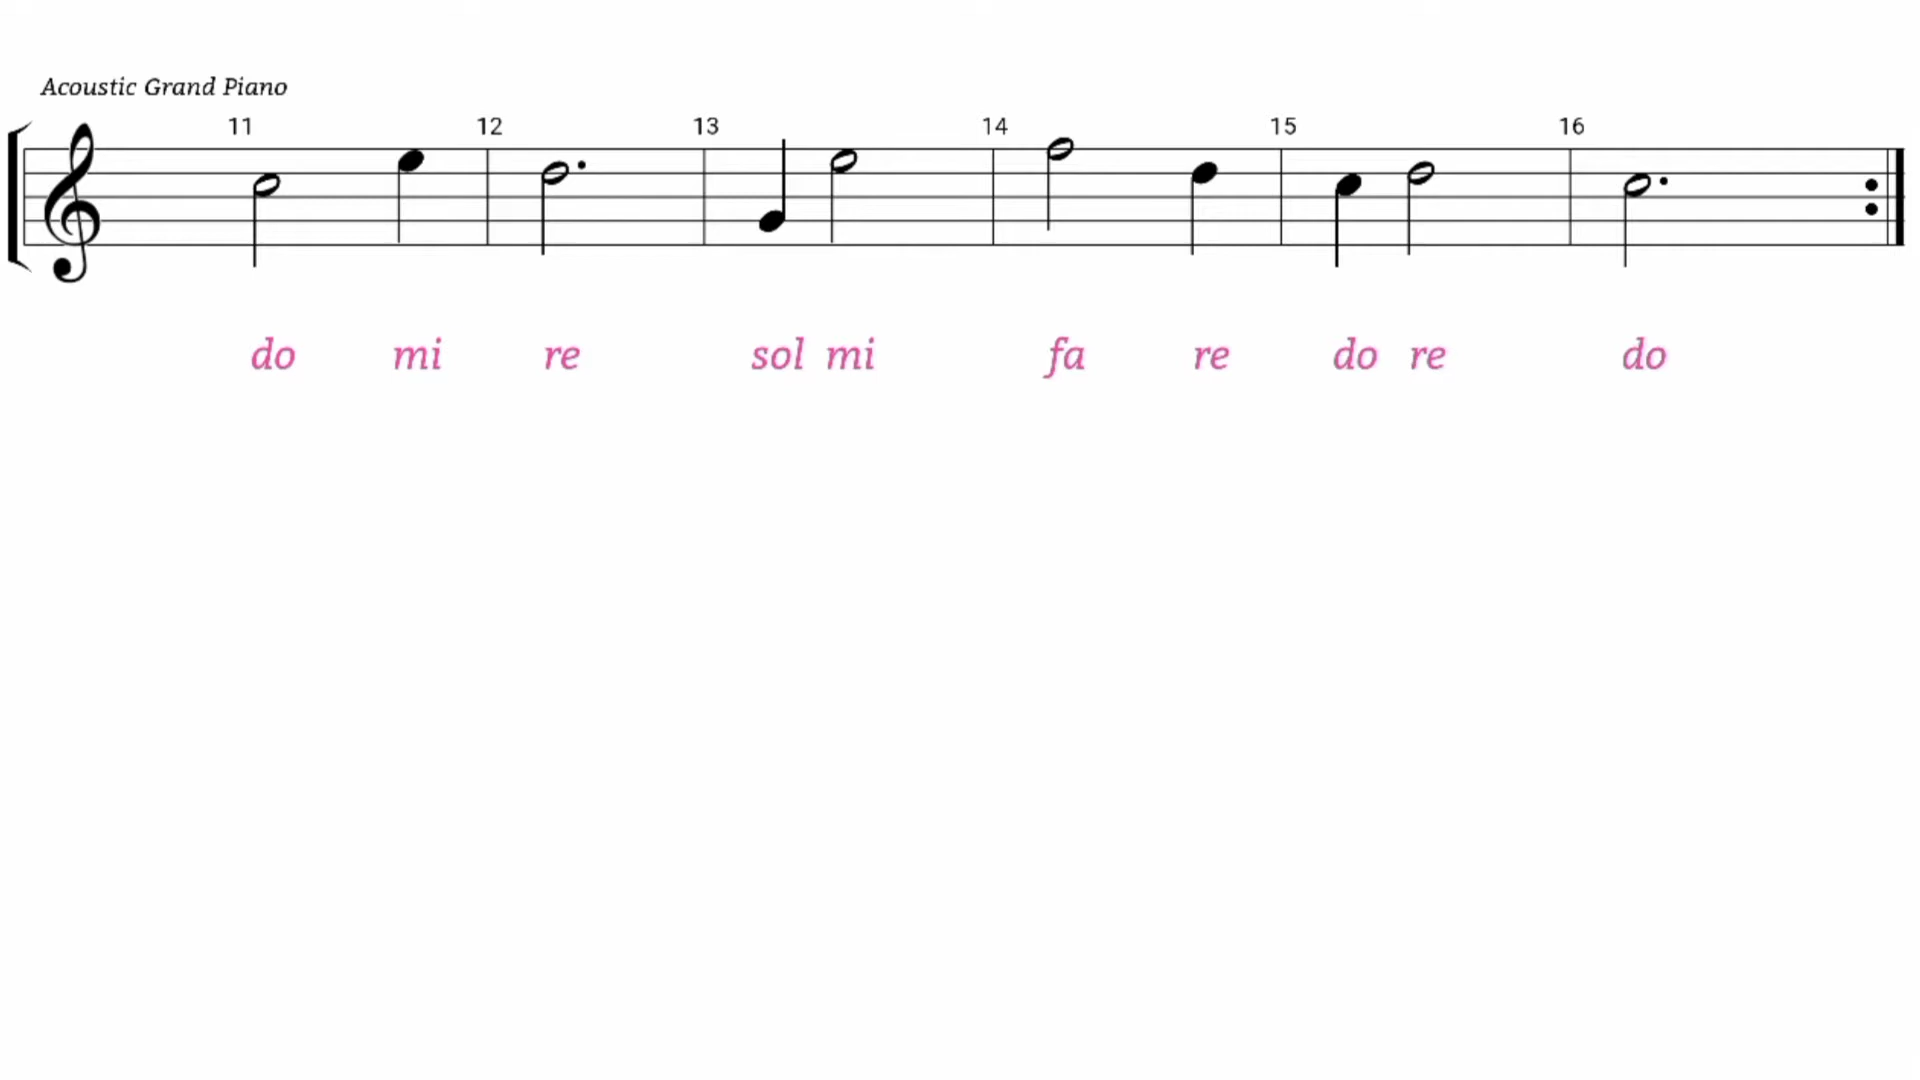 Acoustic Grand Piano
11 12 13 14 15 16
do mi re sol mi fa re do re do